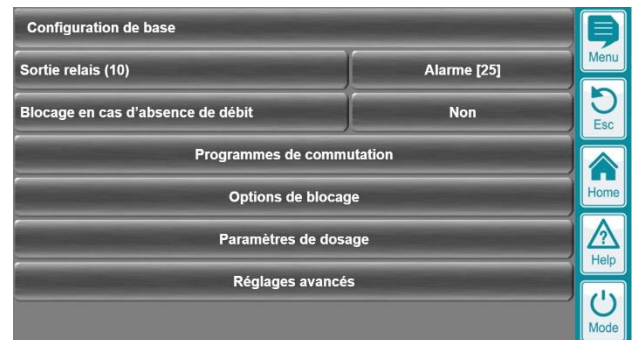 Configuration de base
Sortie relais (10) Alarme [25]
Blocage en cas d'absence de débit Non
Programmes de commutation
Options de blocage
Paramètres de dosage
Réglages avancés
Menu
Esc
Home
?
Help
Mode